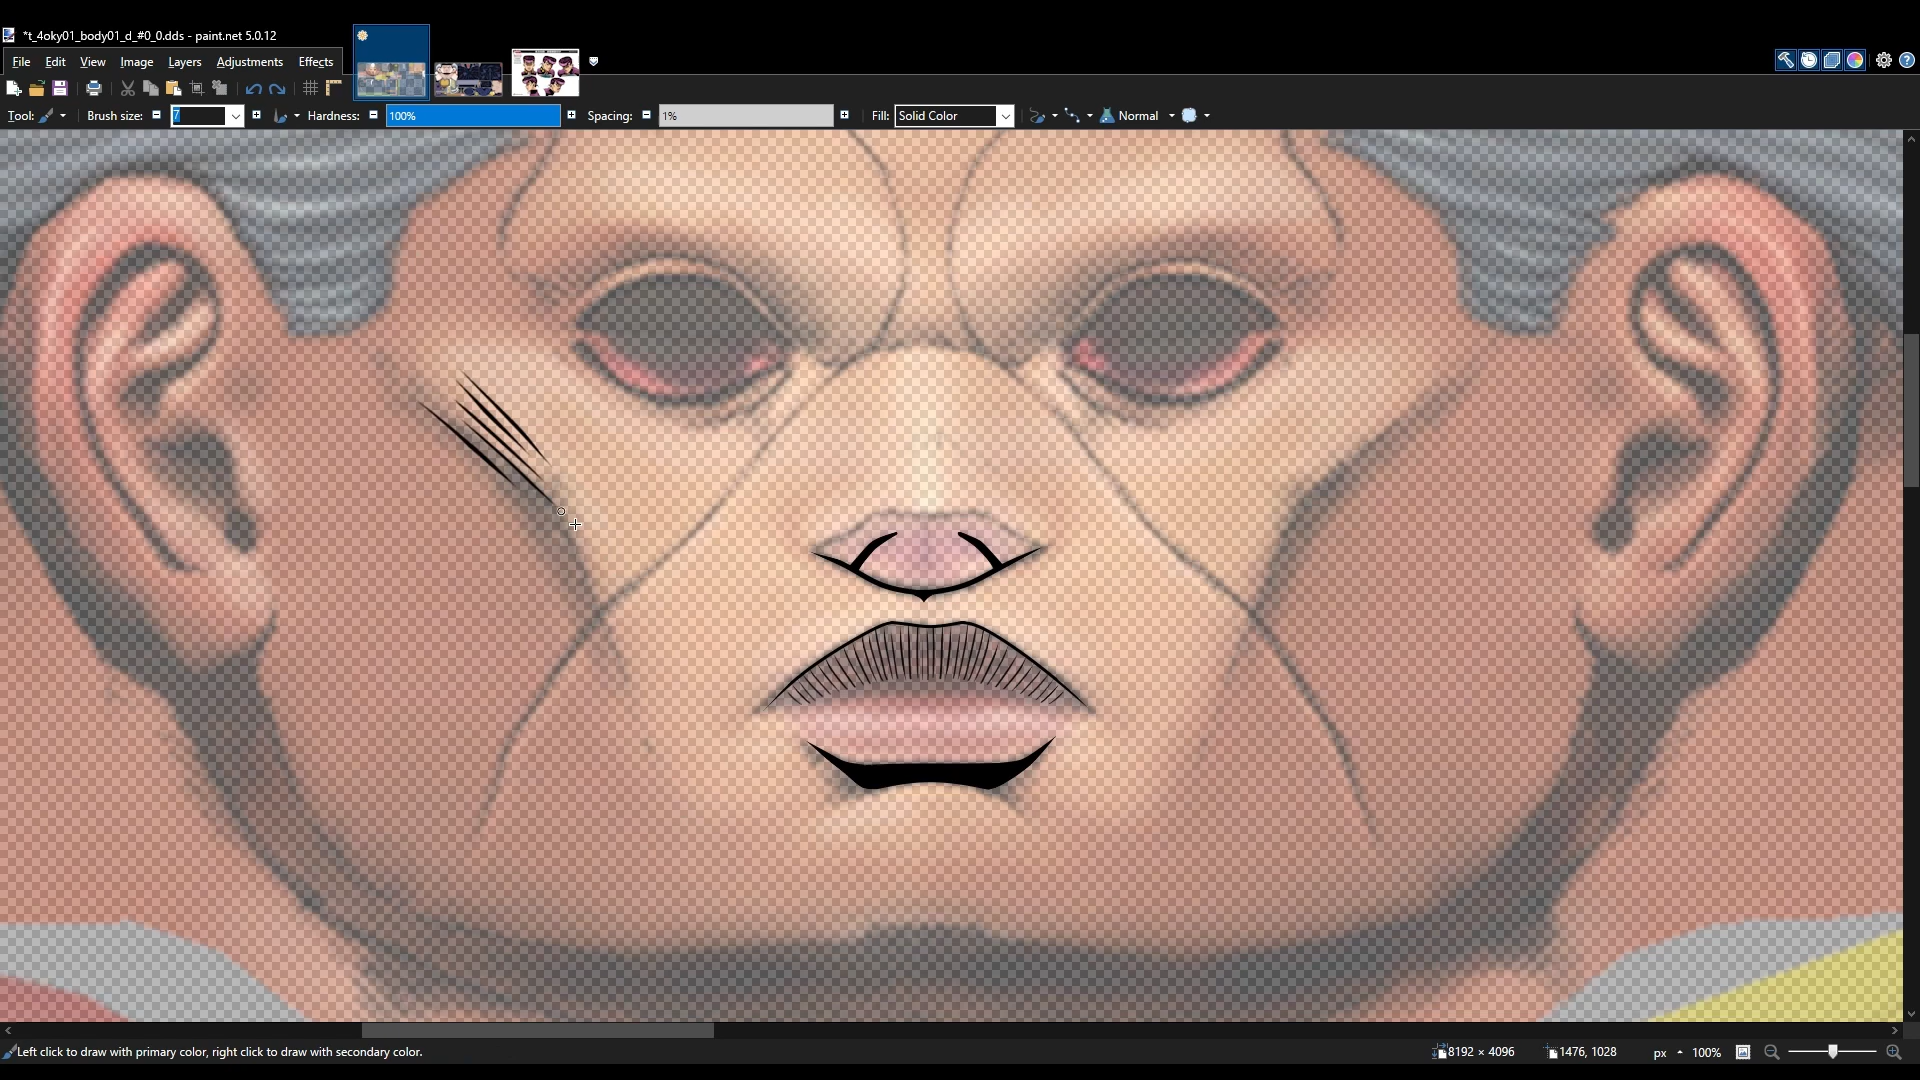 *t_4oky01_body01_d_#0_0.dds - paint.net 5.0.12
File Edit View Image Layers Adjustments Effects
Tool: Brush size: 7 Hardness: 100% Spacing: 1% Fill: Solid Color Normal
Left click to draw with primary color, right click to draw with secondary color. 8192 × 4096 1476, 1028 px 100%